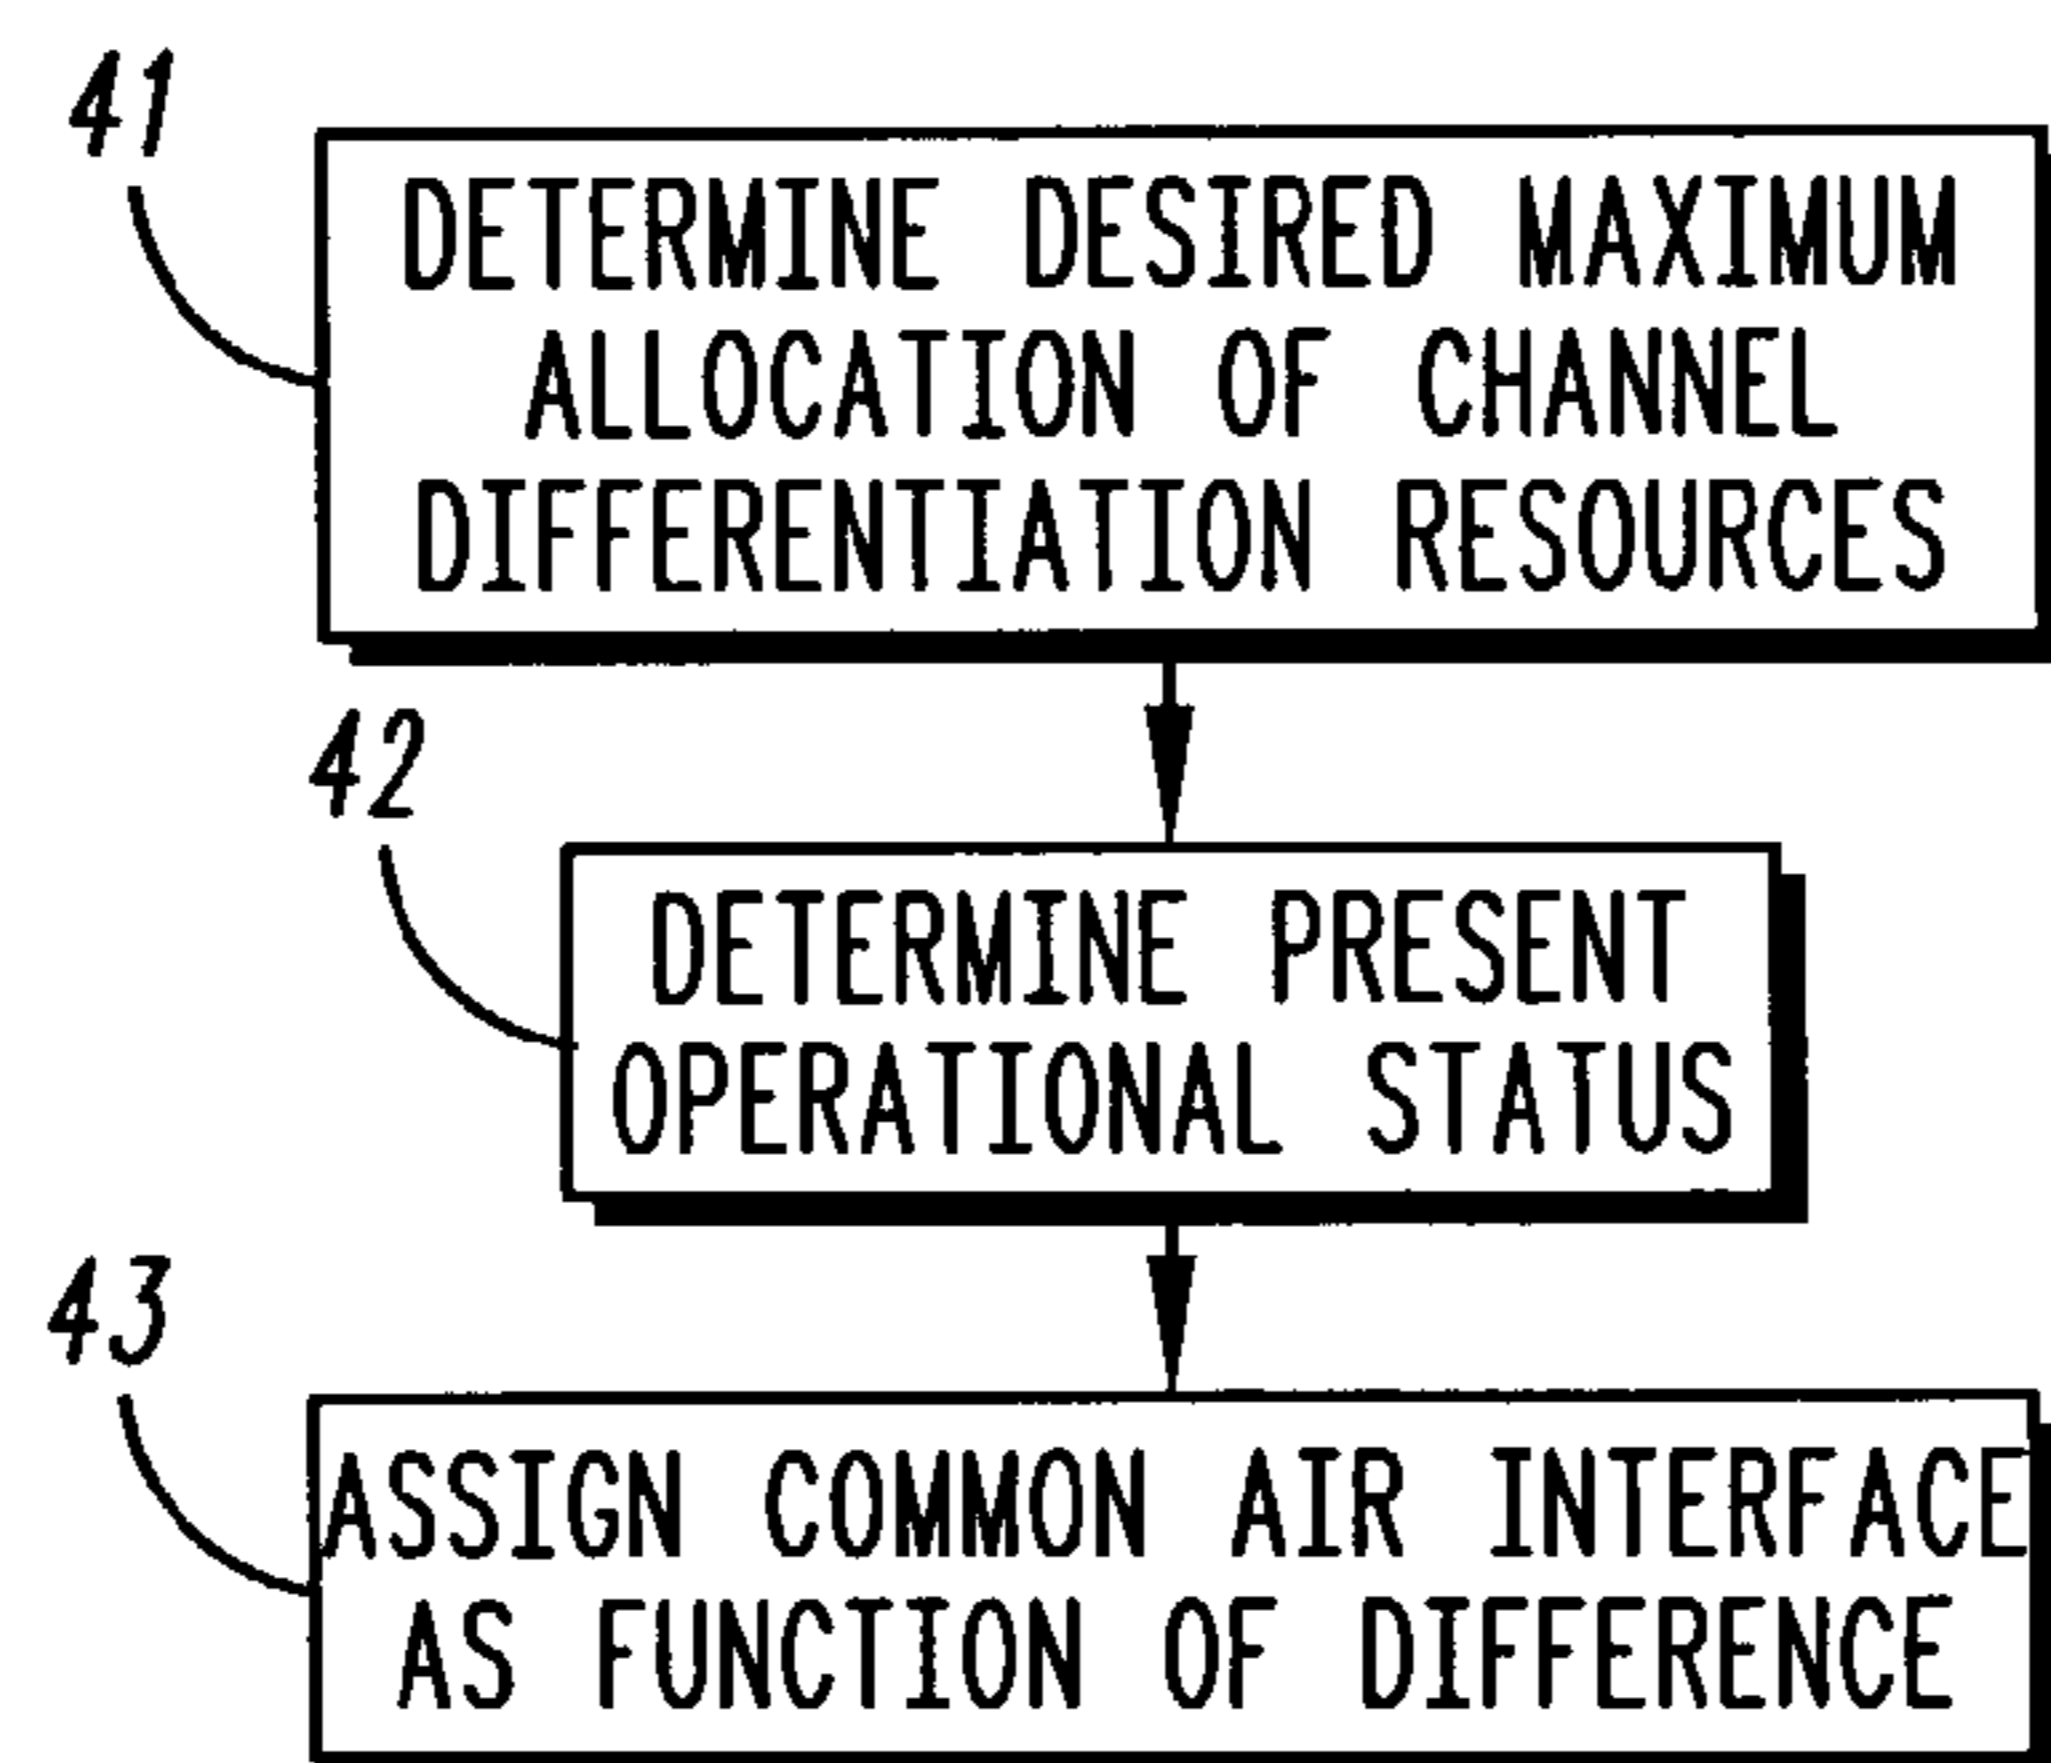 41
DETERMINE DESIRED MAXIMUM
ALLOCATION OF CHANNEL
DIFFERENTIATION RESOURCES
42
DETERMINE PRESENT
OPERATIONAL STATUS
43
ASSIGN COMMON AIR INTERFACE
AS FUNCTION OF DIFFERENCE